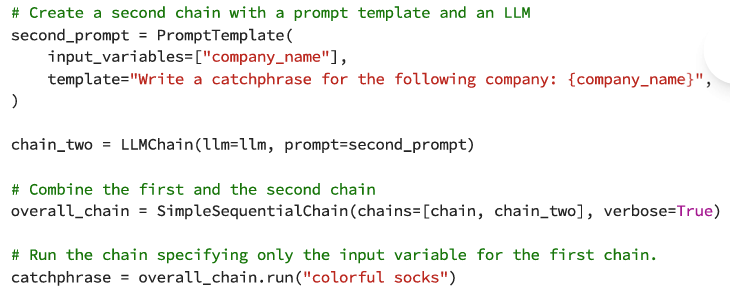 # Create a second chain with a prompt template and an LLM
second_prompt = PromptTemplate(
    input_variables=["company_name"],
    template="Write a catchphrase for the following company: {company_name}",
)

chain_two = LLMChain(llm=llm, prompt=second_prompt)

# Combine the first and the second chain
overall_chain = SimpleSequentialChain(chains=[chain, chain_two], verbose=True)

# Run the chain specifying only the input variable for the first chain.
catchphrase = overall_chain.run("colorful socks")